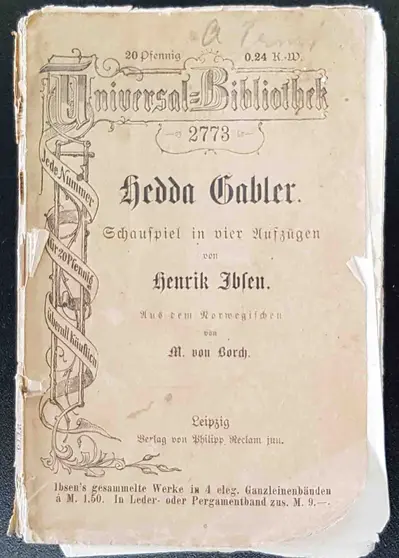 20 Pfennig 0,24 K.-W.
Universal-Bibliothek
2773
Jede Nummer
für 20 Pfennig
überall käuflich
Hedda Gabler.
Schauspiel in vier Aufzügen
von
Henrik Ibsen.
Aus dem Norwegischen
von
M. von Borch.
Leipzig
Verlag von Philipp Reclam jun.
Ibsen's gesammelte Werke in 4 eleg. Ganzleinenbänden
à M. 1.50. In Leder- oder Pergamentband zus. M. 9.—.